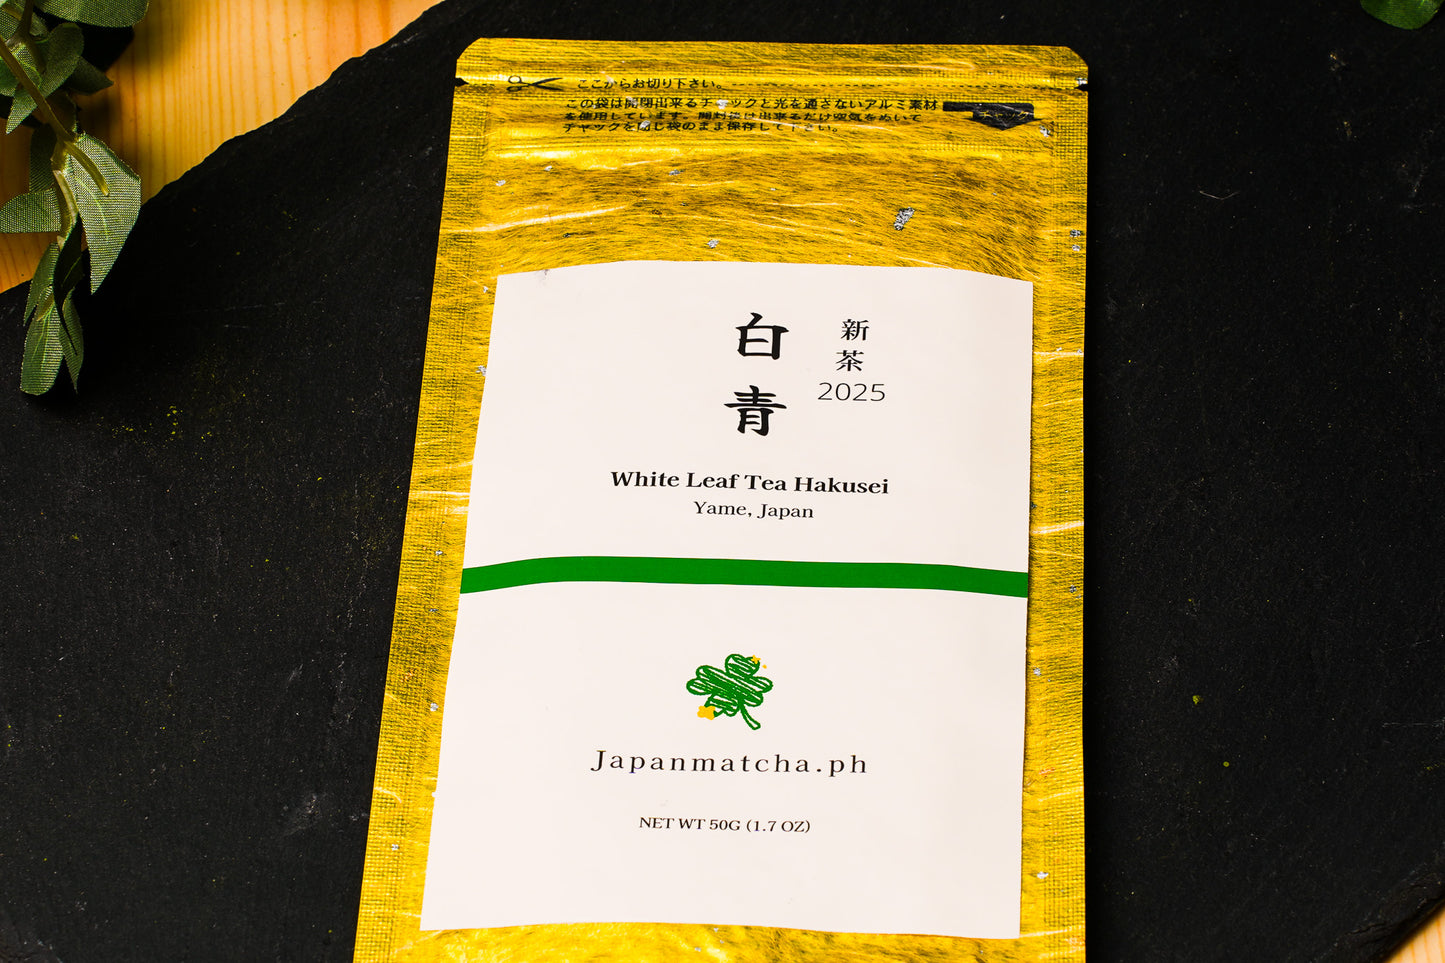 ここからお切り下さい。
この袋は開閉出来るチャックと光を通さないアルミ素材
を使用しています。開封後は出来るだけ空気をぬいて
チャックを閉じ袋のまま保存して下さい。
チャック
白青
新茶
2025
White Leaf Tea Hakusei
Yame, Japan
Japanmatcha.ph
NET WT 50G (1.7 OZ)